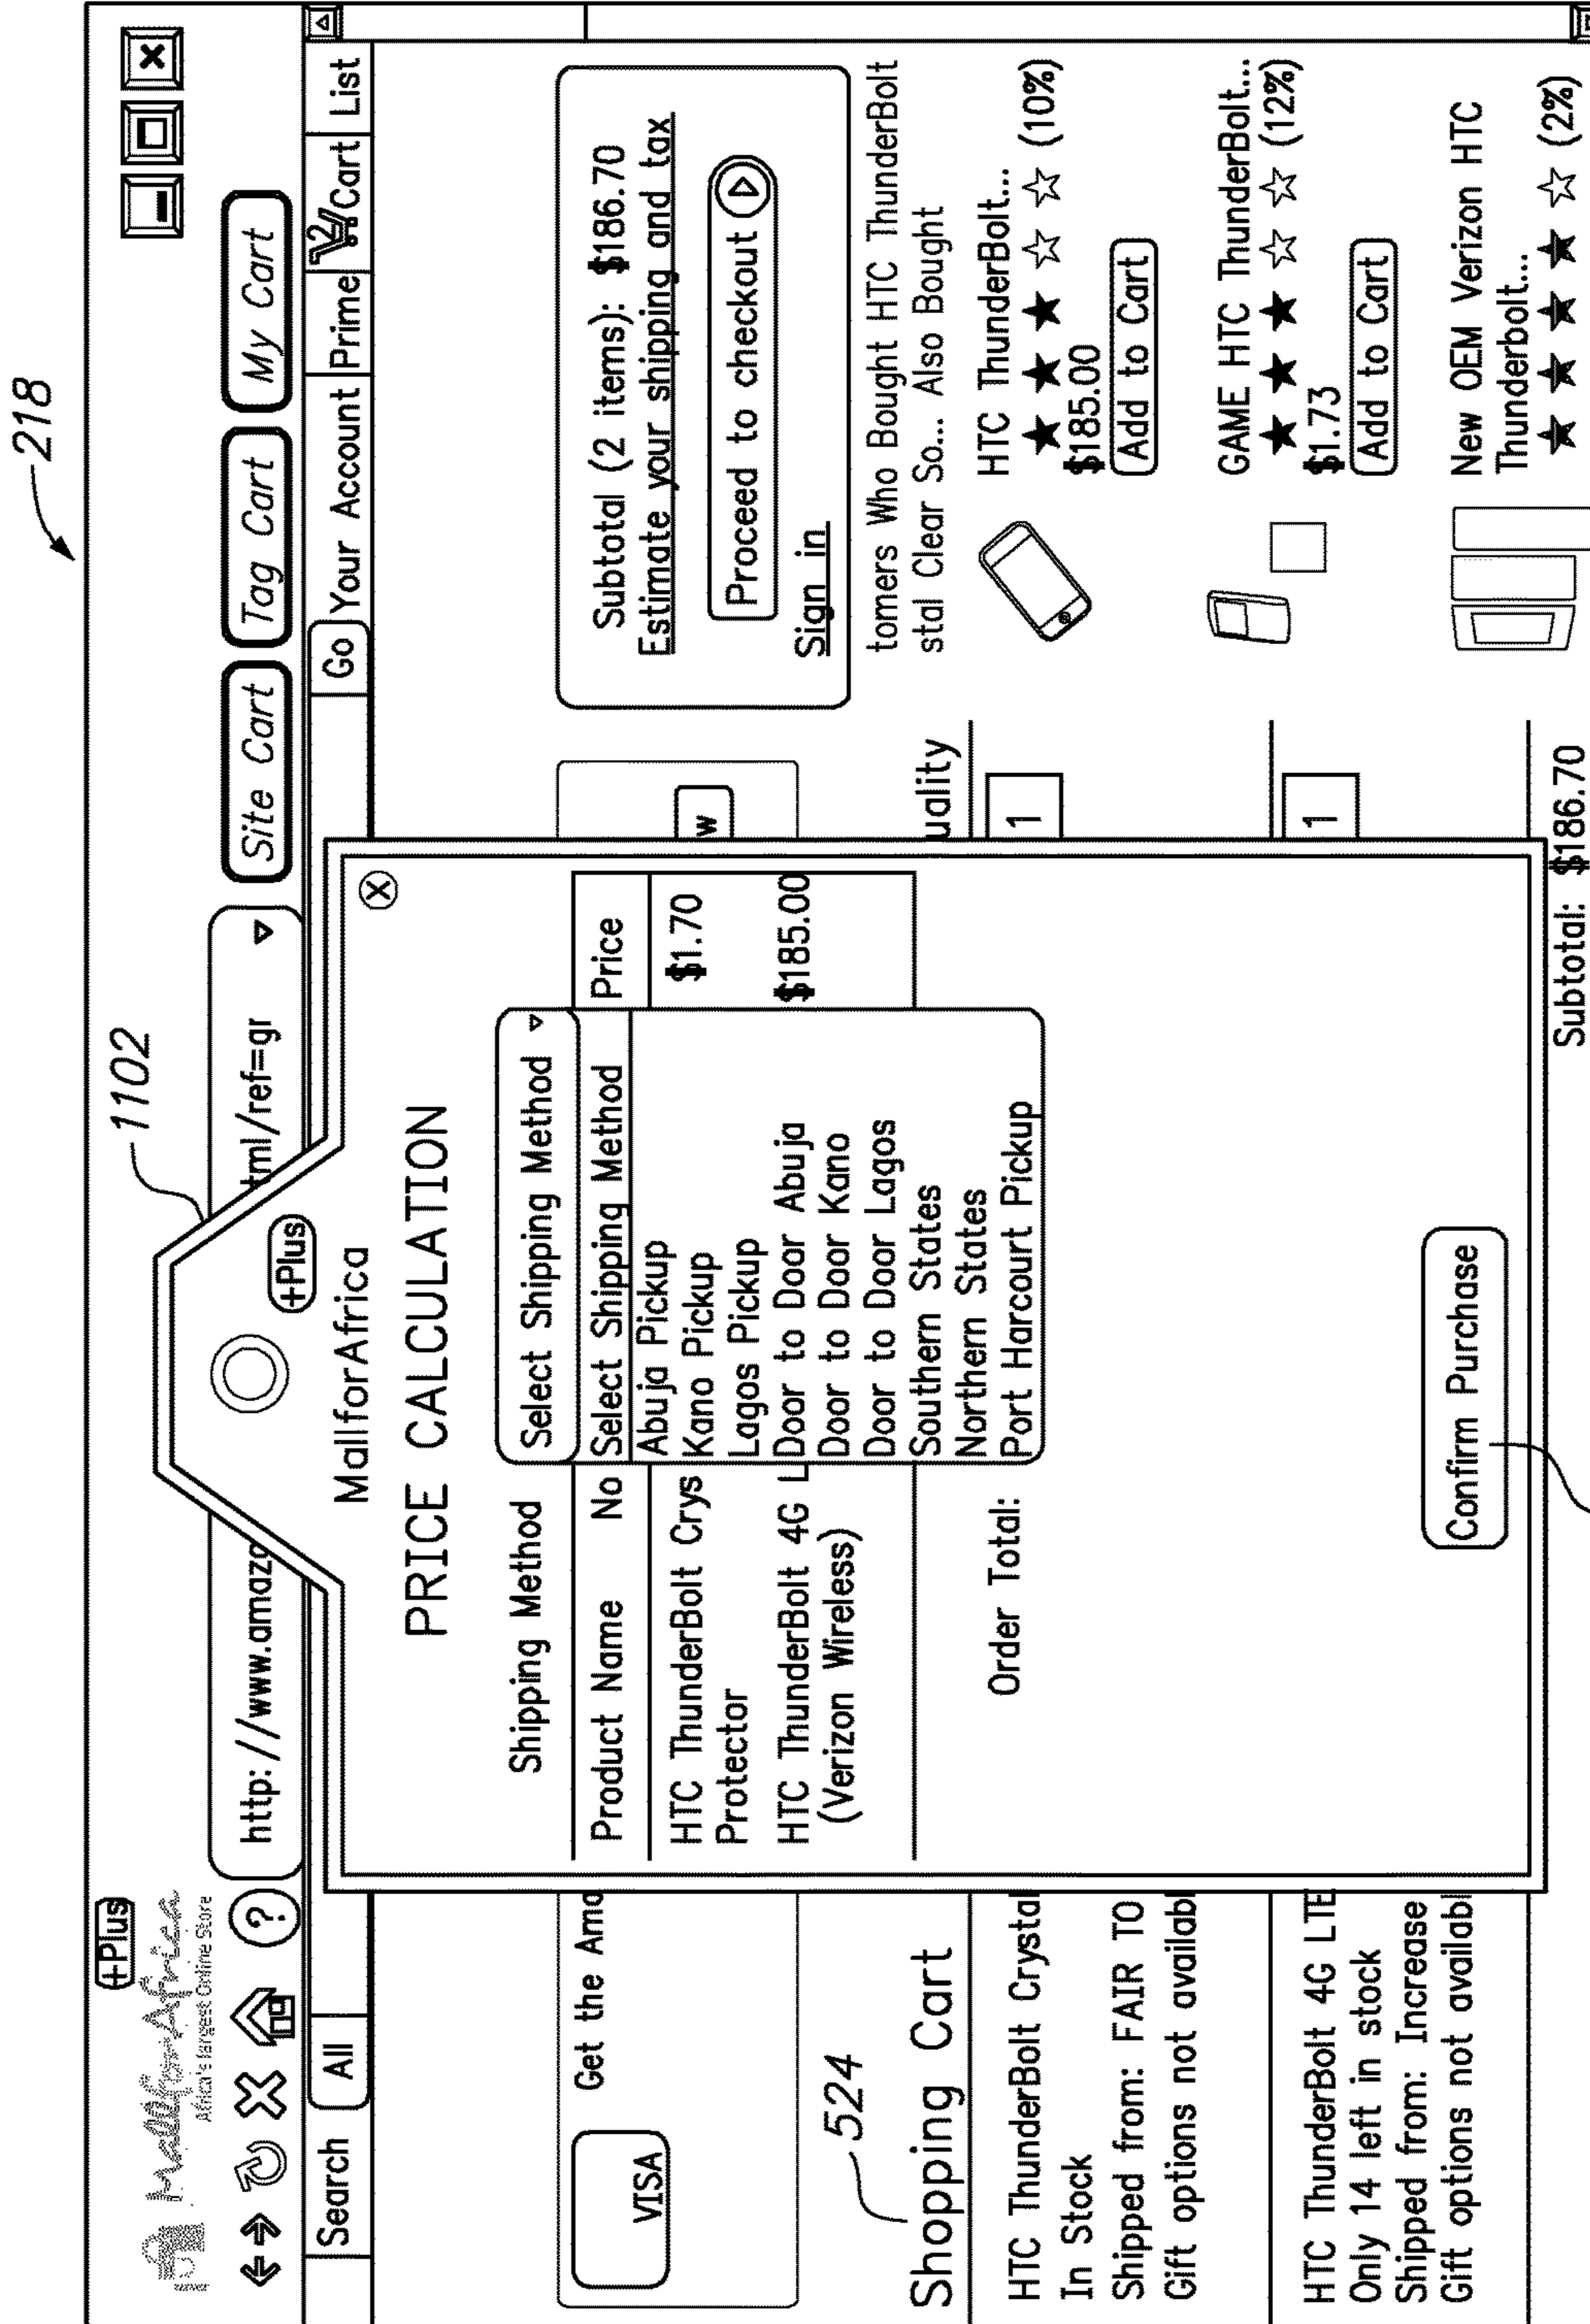 218
+Plus
MallforAfrica
Africa's largest Online Store
1102
?
http://www.amazo
tml/ref=gr
Site Cart
Tag Cart
My Cart
Search
All
Go
Your Account
Prime
2
Cart
List
+Plus
MallforAfrica
PRICE CALCULATION
X
Shipping Method
Select Shipping Method
Product Name
No
Select Shipping Method
Price
HTC ThunderBolt Crys
Protector
$1.70
HTC ThunderBolt 4G L
(Verizon Wireless)
$185.00
Abuja Pickup
Kano Pickup
Lagos Pickup
Door to Door Abuja
Door to Door Kano
Door to Door Lagos
Southern States
Northern States
Port Harcourt Pickup
Order Total:
Confirm Purchase
VISA
Get the Ama
w
524
Shopping Cart
uality
HTC ThunderBolt Crystal
In Stock
Shipped from: FAIR TO
Gift options not availabl
1
HTC ThunderBolt 4G LTE
Only 14 left in stock
Shipped from: Increase
Gift options not availabl
1
Subtotal: $186.70
Subtotal (2 items): $186.70
Estimate your shipping and tax
Proceed to checkout
Sign in
tomers Who Bought HTC ThunderBolt
stal Clear So... Also Bought
HTC ThunderBolt...
(10%)
$185.00
Add to Cart
GAME HTC ThunderBolt...
(12%)
$1.73
Add to Cart
New OEM Verizon HTC
Thunderbolt...
(2%)